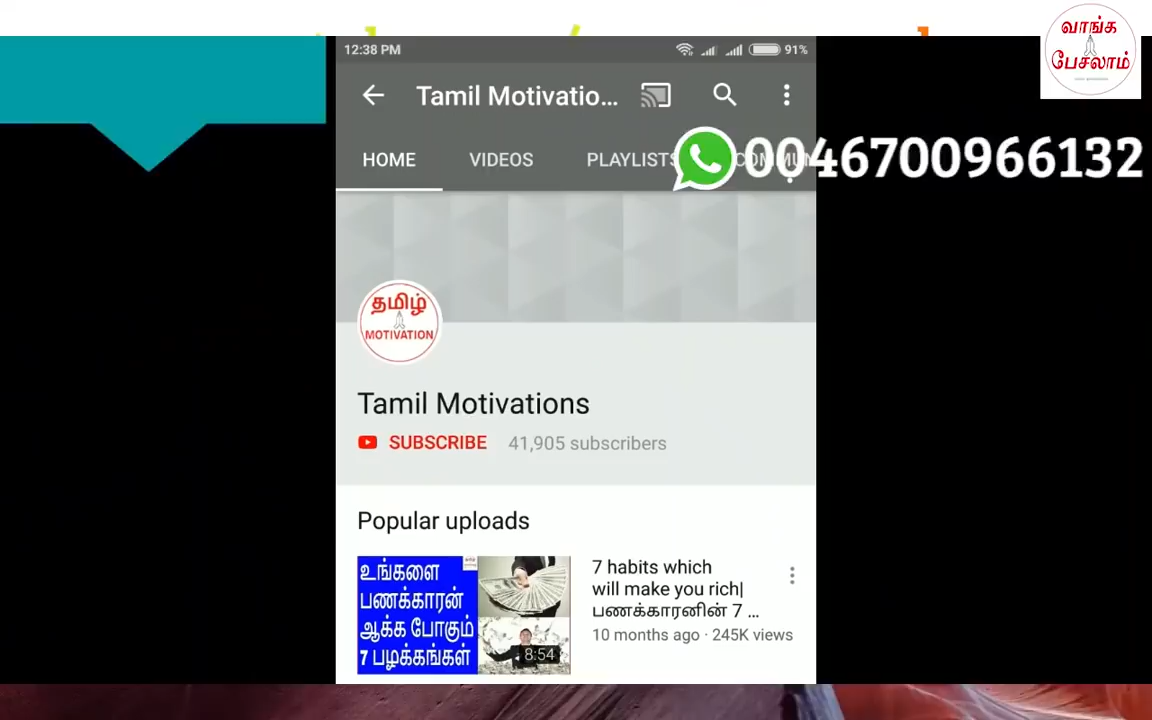 வாங்க
பேசலாம்
12:38 PM
91%
Tamil Motivatio...
HOME VIDEOS PLAYLISTS COMMUN
0046700966132
தமிழ்
MOTIVATION
Tamil Motivations
SUBSCRIBE 41,905 subscribers
Popular uploads
உங்களை
பணக்காரன்
ஆக்க போகும்
7 பழக்கங்கள்
8:54
7 habits which
will make you rich|
பணக்காரனின் 7 ...
10 months ago · 245K views